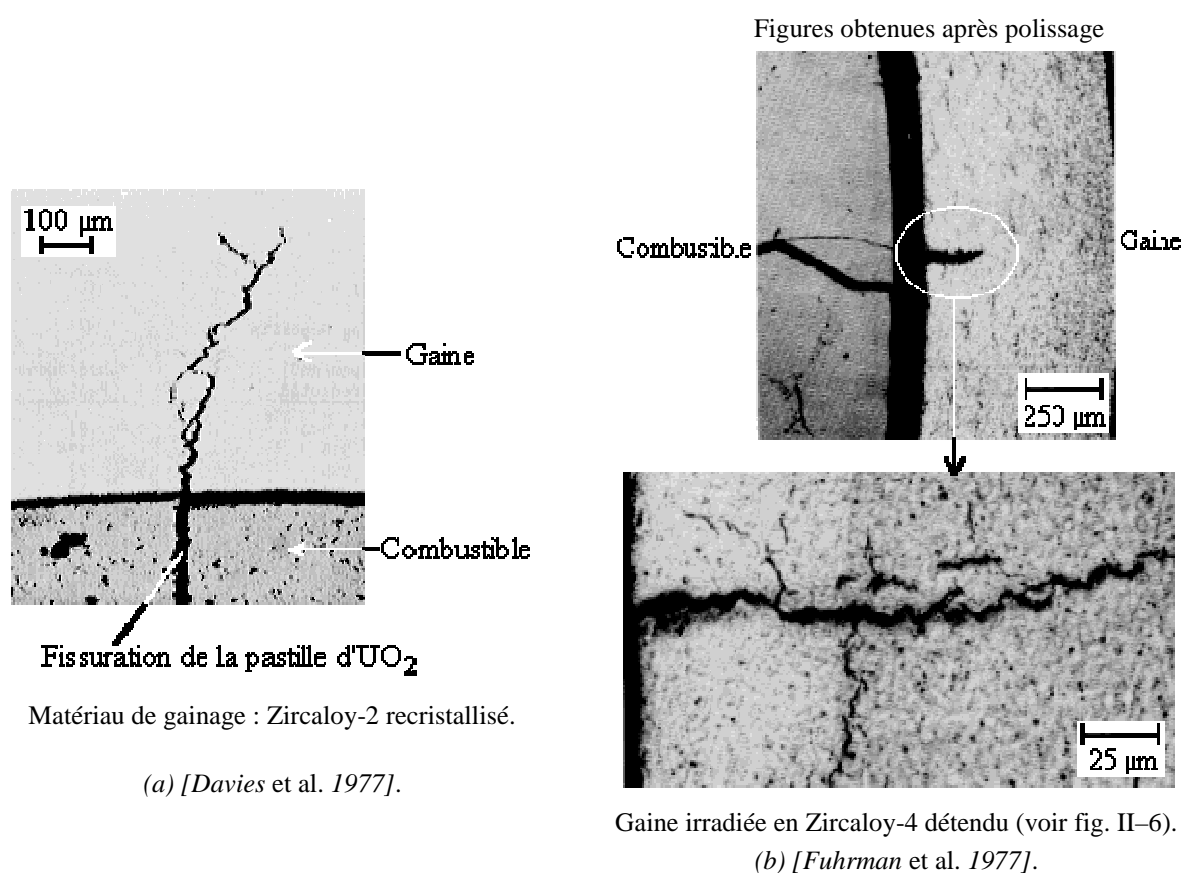 Figures obtenues après polissage
100 µm
Gaine
Combustible
Fissuration de la pastille d'UO2
Matériau de gainage : Zircaloy-2 recristallisé.
(a) [Davies et al. 1977].
Combustible
Gaine
250 µm
25 µm
Gaine irradiée en Zircaloy-4 détendu (voir fig. II–6).
(b) [Fuhrman et al. 1977].